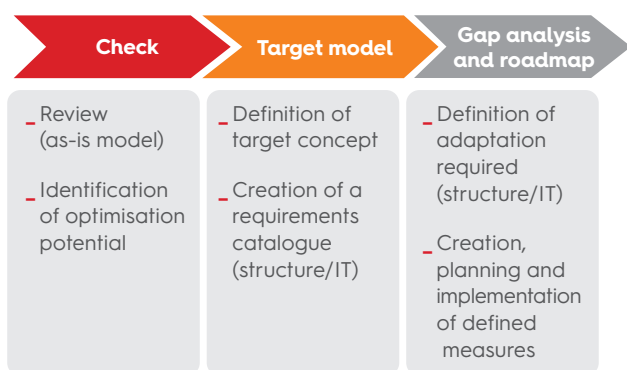 Check
Review
(as-is model)
Identification
of optimisation
potential
Target model
Definition of
target concept
Creation of a
requirements
catalogue
(structure/IT)
Gap analysis
and roadmap
Definition of
adaptation
required
(structure/IT)
Creation,
planning and
implementation
of defined
measures